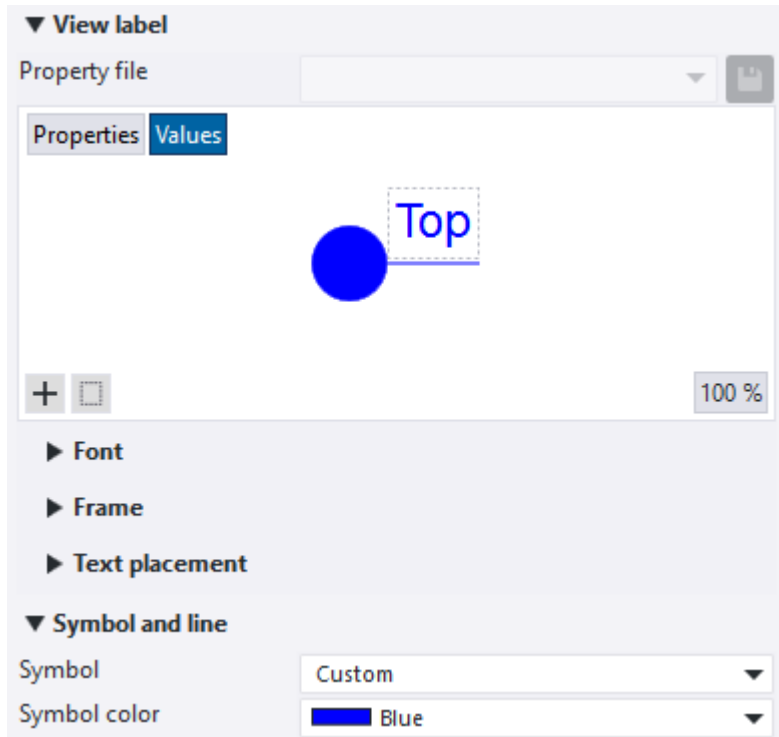 View label
Property file
Properties Values
Top
100 %
Font
Frame
Text placement
Symbol and line
Symbol Custom
Symbol color Blue